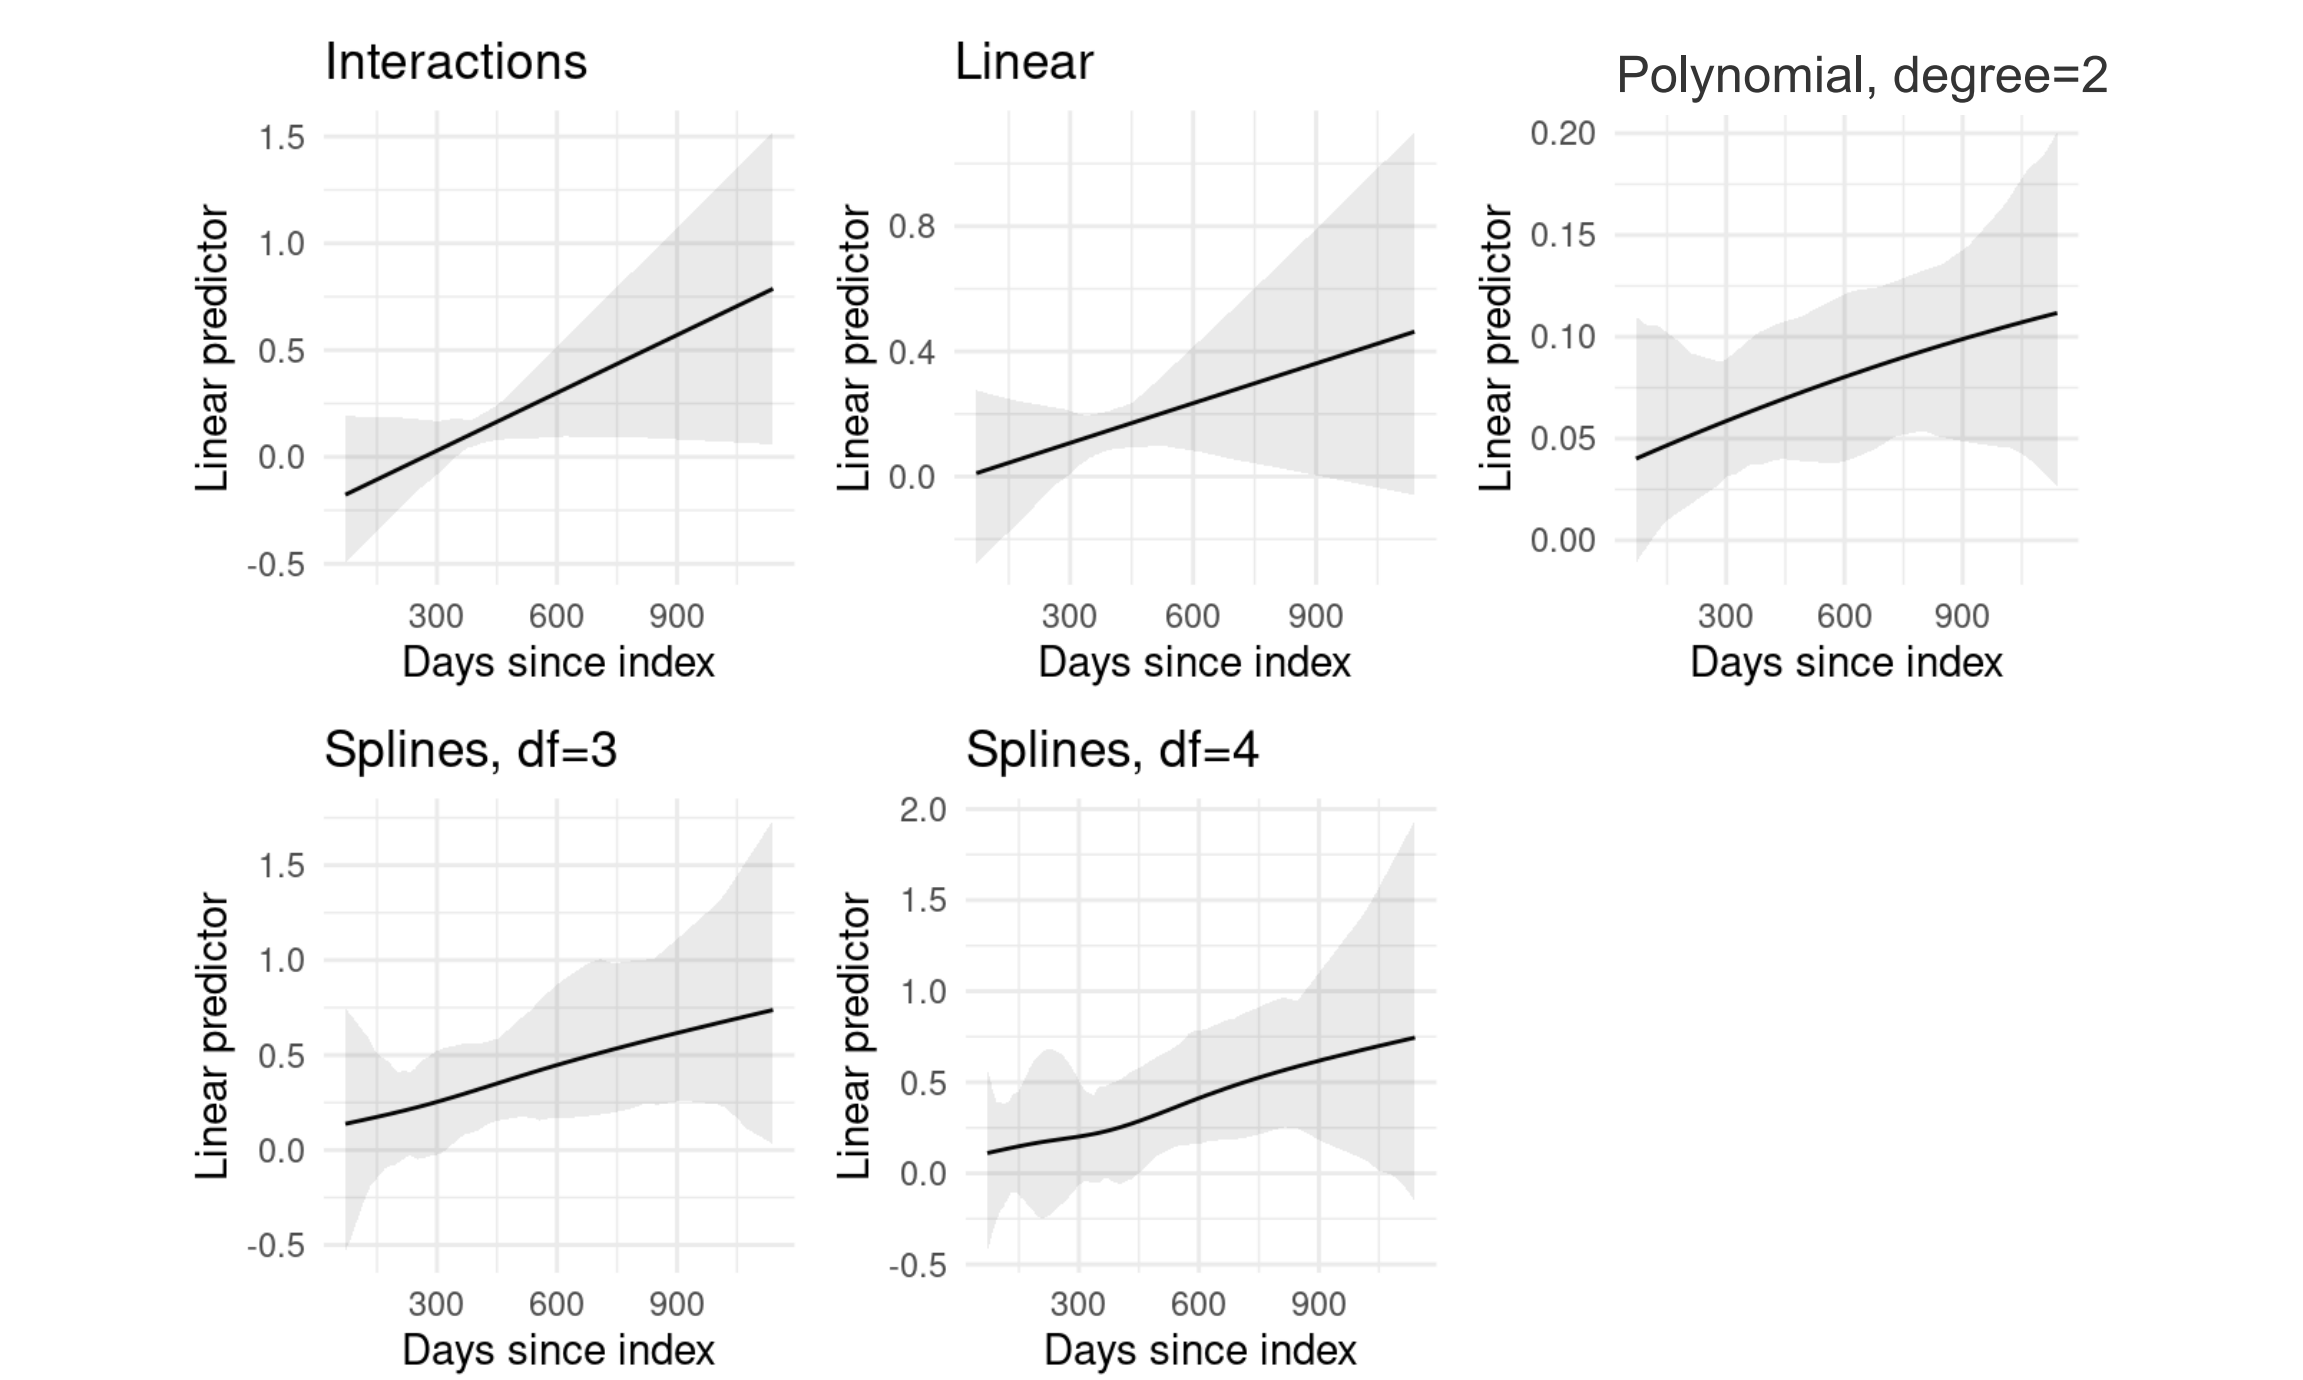 Interactions
Linear
Polynomial, degree=2
1.5
1.0
0.5
0.0
-0.5
Linear predictor
300 600 900
Days since index
0.8
0.4
0.0
Linear predictor
300 600 900
Days since index
0.20
0.15
0.10
0.05
0.00
Linear predictor
300 600 900
Days since index
Splines, df=3
Splines, df=4
1.5
1.0
0.5
0.0
-0.5
Linear predictor
300 600 900
Days since index
2.0
1.5
1.0
0.5
0.0
-0.5
Linear predictor
300 600 900
Days since index